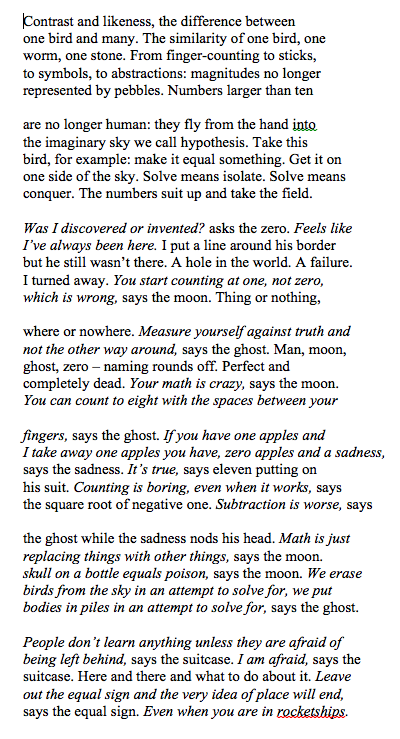 Contrast and likeness, the difference between
one bird and many. The similarity of one bird, one
worm, one stone. From finger-counting to sticks,
to symbols, to abstractions: magnitudes no longer
represented by pebbles. Numbers larger than ten
are no longer human: they fly from the hand into
the imaginary sky we call hypothesis. Take this
bird, for example: make it equal something. Get it on
one side of the sky. Solve means isolate. Solve means
conquer. The numbers suit up and take the field.
Was I discovered or invented? asks the zero. Feels like
I've always been here. I put a line around his border
but he still wasn't there. A hole in the world. A failure.
I turned away. You start counting at one, not zero,
which is wrong, says the moon. Thing or nothing,
where or nowhere. Measure yourself against truth and
not the other way around, says the ghost. Man, moon,
ghost, zero – naming rounds off. Perfect and
completely dead. Your math is crazy, says the moon.
You can count to eight with the spaces between your
fingers, says the ghost. If you have one apples and
I take away one apples you have, zero apples and a sadness,
says the sadness. It's true, says eleven putting on
his suit. Counting is boring, even when it works, says
the square root of negative one. Subtraction is worse, says
the ghost while the sadness nods his head. Math is just
replacing things with other things, says the moon.
skull on a bottle equals poison, says the moon. We erase
birds from the sky in an attempt to solve for, we put
bodies in piles in an attempt to solve for, says the ghost.
People don't learn anything unless they are afraid of
being left behind, says the suitcase. I am afraid, says the
suitcase. Here and there and what to do about it. Leave
out the equal sign and the very idea of place will end,
says the equal sign. Even when you are in rocketships.